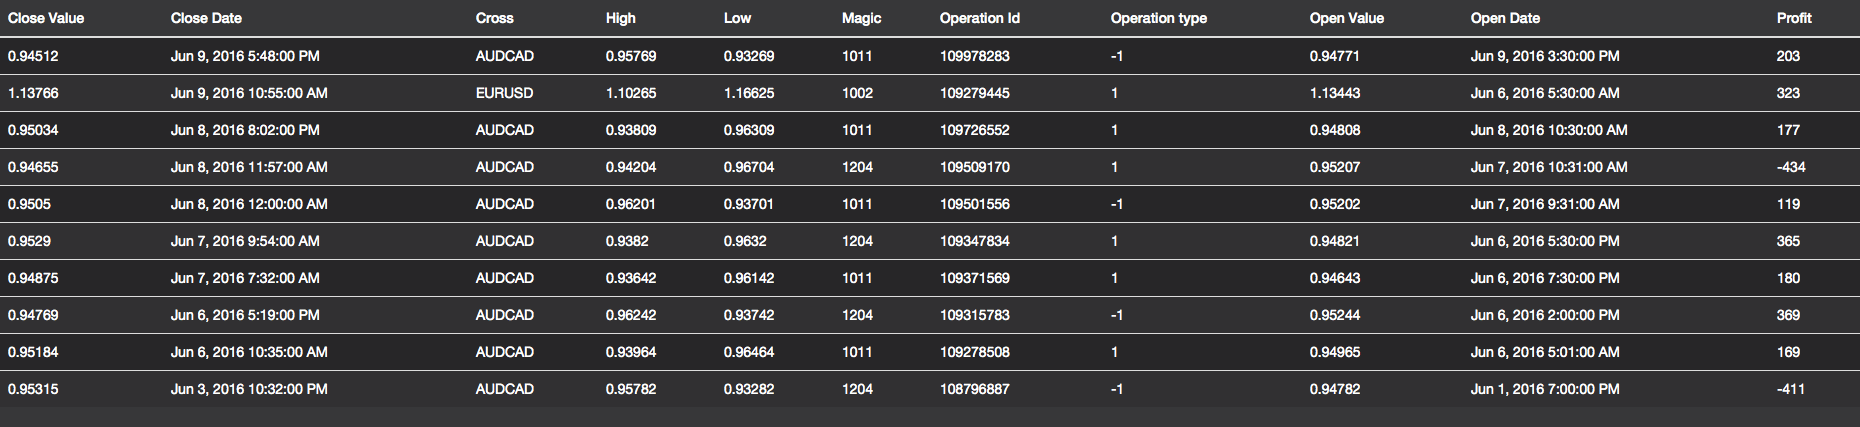 Close Value Close Date Cross High Low Magic Operation Id Operation type Open Value Open Date Profit
0.94512 Jun 9, 2016 5:48:00 PM AUDCAD 0.95769 0.93269 1011 109978283 -1 0.94771 Jun 9, 2016 3:30:00 PM 203
1.13766 Jun 9, 2016 10:55:00 AM EURUSD 1.10265 1.16625 1002 109279445 1 1.13443 Jun 6, 2016 5:30:00 AM 323
0.95034 Jun 8, 2016 8:02:00 PM AUDCAD 0.93809 0.96309 1011 109726552 1 0.94808 Jun 8, 2016 10:30:00 AM 177
0.94655 Jun 8, 2016 11:57:00 AM AUDCAD 0.94204 0.96704 1204 109509170 1 0.95207 Jun 7, 2016 10:31:00 AM -434
0.9505 Jun 8, 2016 12:00:00 AM AUDCAD 0.96201 0.93701 1011 109501556 -1 0.95202 Jun 7, 2016 9:31:00 AM 119
0.9529 Jun 7, 2016 9:54:00 AM AUDCAD 0.9382 0.9632 1204 109347834 1 0.94821 Jun 6, 2016 5:30:00 PM 365
0.94875 Jun 7, 2016 7:32:00 AM AUDCAD 0.93642 0.96142 1011 109371569 1 0.94643 Jun 6, 2016 7:30:00 PM 180
0.94769 Jun 6, 2016 5:19:00 PM AUDCAD 0.96242 0.93742 1204 109315783 -1 0.95244 Jun 6, 2016 2:00:00 PM 369
0.95184 Jun 6, 2016 10:35:00 AM AUDCAD 0.93964 0.96464 1011 109278508 1 0.94965 Jun 6, 2016 5:01:00 AM 169
0.95315 Jun 3, 2016 10:32:00 PM AUDCAD 0.95782 0.93282 1204 108796887 -1 0.94782 Jun 1, 2016 7:00:00 PM -411